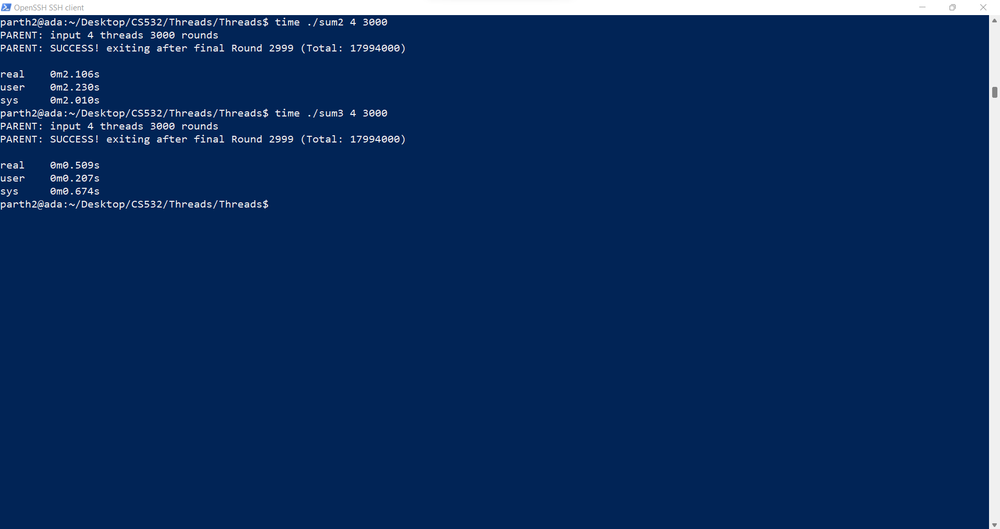 OpenSSH SSH client
parth2@ada:~/Desktop/CS532/Threads/Threads$ time ./sum2 4 3000
PARENT: input 4 threads 3000 rounds
PARENT: SUCCESS! exiting after final Round 2999 (Total: 17994000)
real    0m2.106s
user    0m2.230s
sys     0m2.010s
parth2@ada:~/Desktop/CS532/Threads/Threads$ time ./sum3 4 3000
PARENT: input 4 threads 3000 rounds
PARENT: SUCCESS! exiting after final Round 2999 (Total: 17994000)
real    0m0.509s
user    0m0.207s
sys     0m0.674s
parth2@ada:~/Desktop/CS532/Threads/Threads$